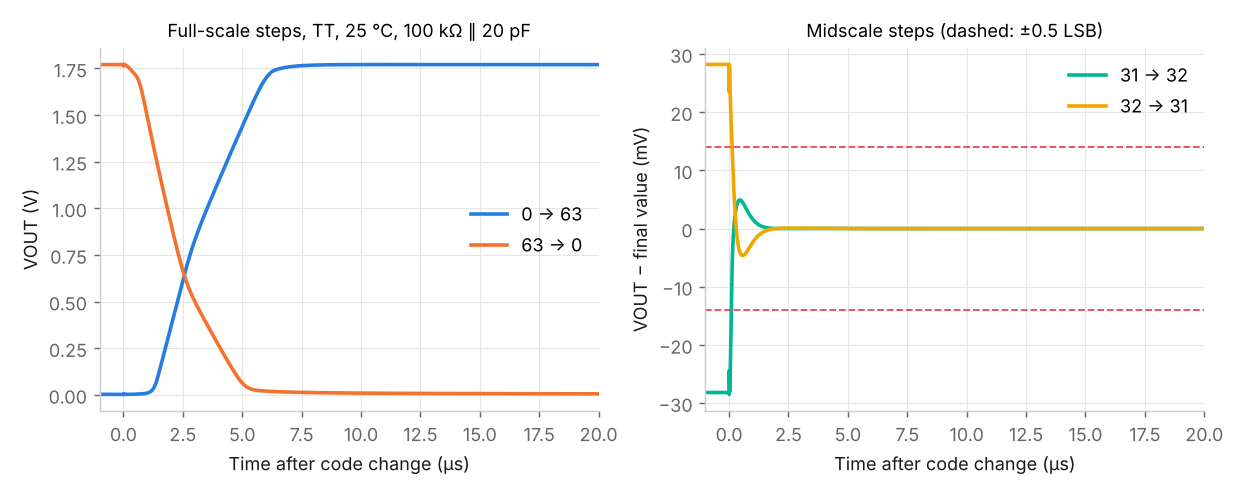 Full-scale steps, TT, 25 °C, 100 kΩ ∥ 20 pF
VOUT (V)
1.75
1.50
1.25
1.00
0.75
0.50
0.25
0.00
0 → 63
63 → 0
0.0 2.5 5.0 7.5 10.0 12.5 15.0 17.5 20.0
Time after code change (μs)
Midscale steps (dashed: ±0.5 LSB)
VOUT − final value (mV)
30
20
10
0
−10
−20
−30
31 → 32
32 → 31
0.0 2.5 5.0 7.5 10.0 12.5 15.0 17.5 20.0
Time after code change (μs)